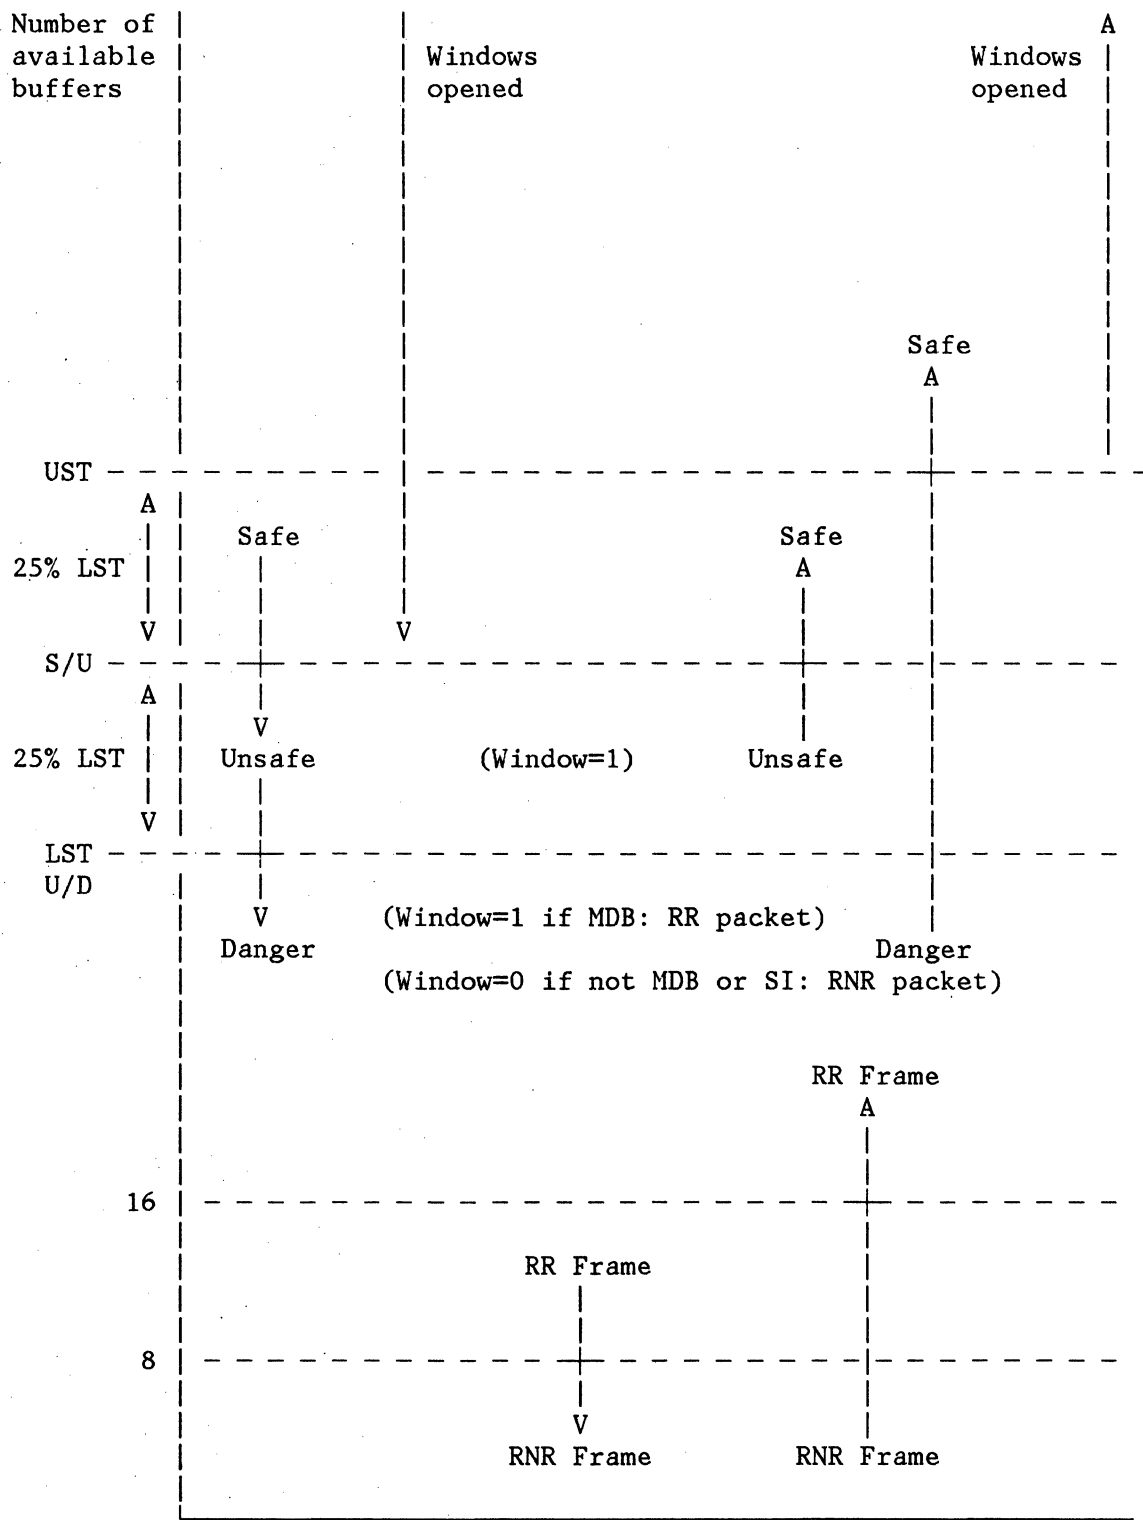 Number of
available
buffers
Windows
opened
A
Windows
opened
Safe
A
UST
A
Safe
Safe
25% LST
A
V
V
S/U
A
V
25% LST
Unsafe
(Window=1)
Unsafe
V
LST
U/D
V
(Window=1 if MDB: RR packet)
Danger
Danger
(Window=0 if not MDB or SI: RNR packet)
RR Frame
A
16
RR Frame
8
V
RNR Frame
RNR Frame